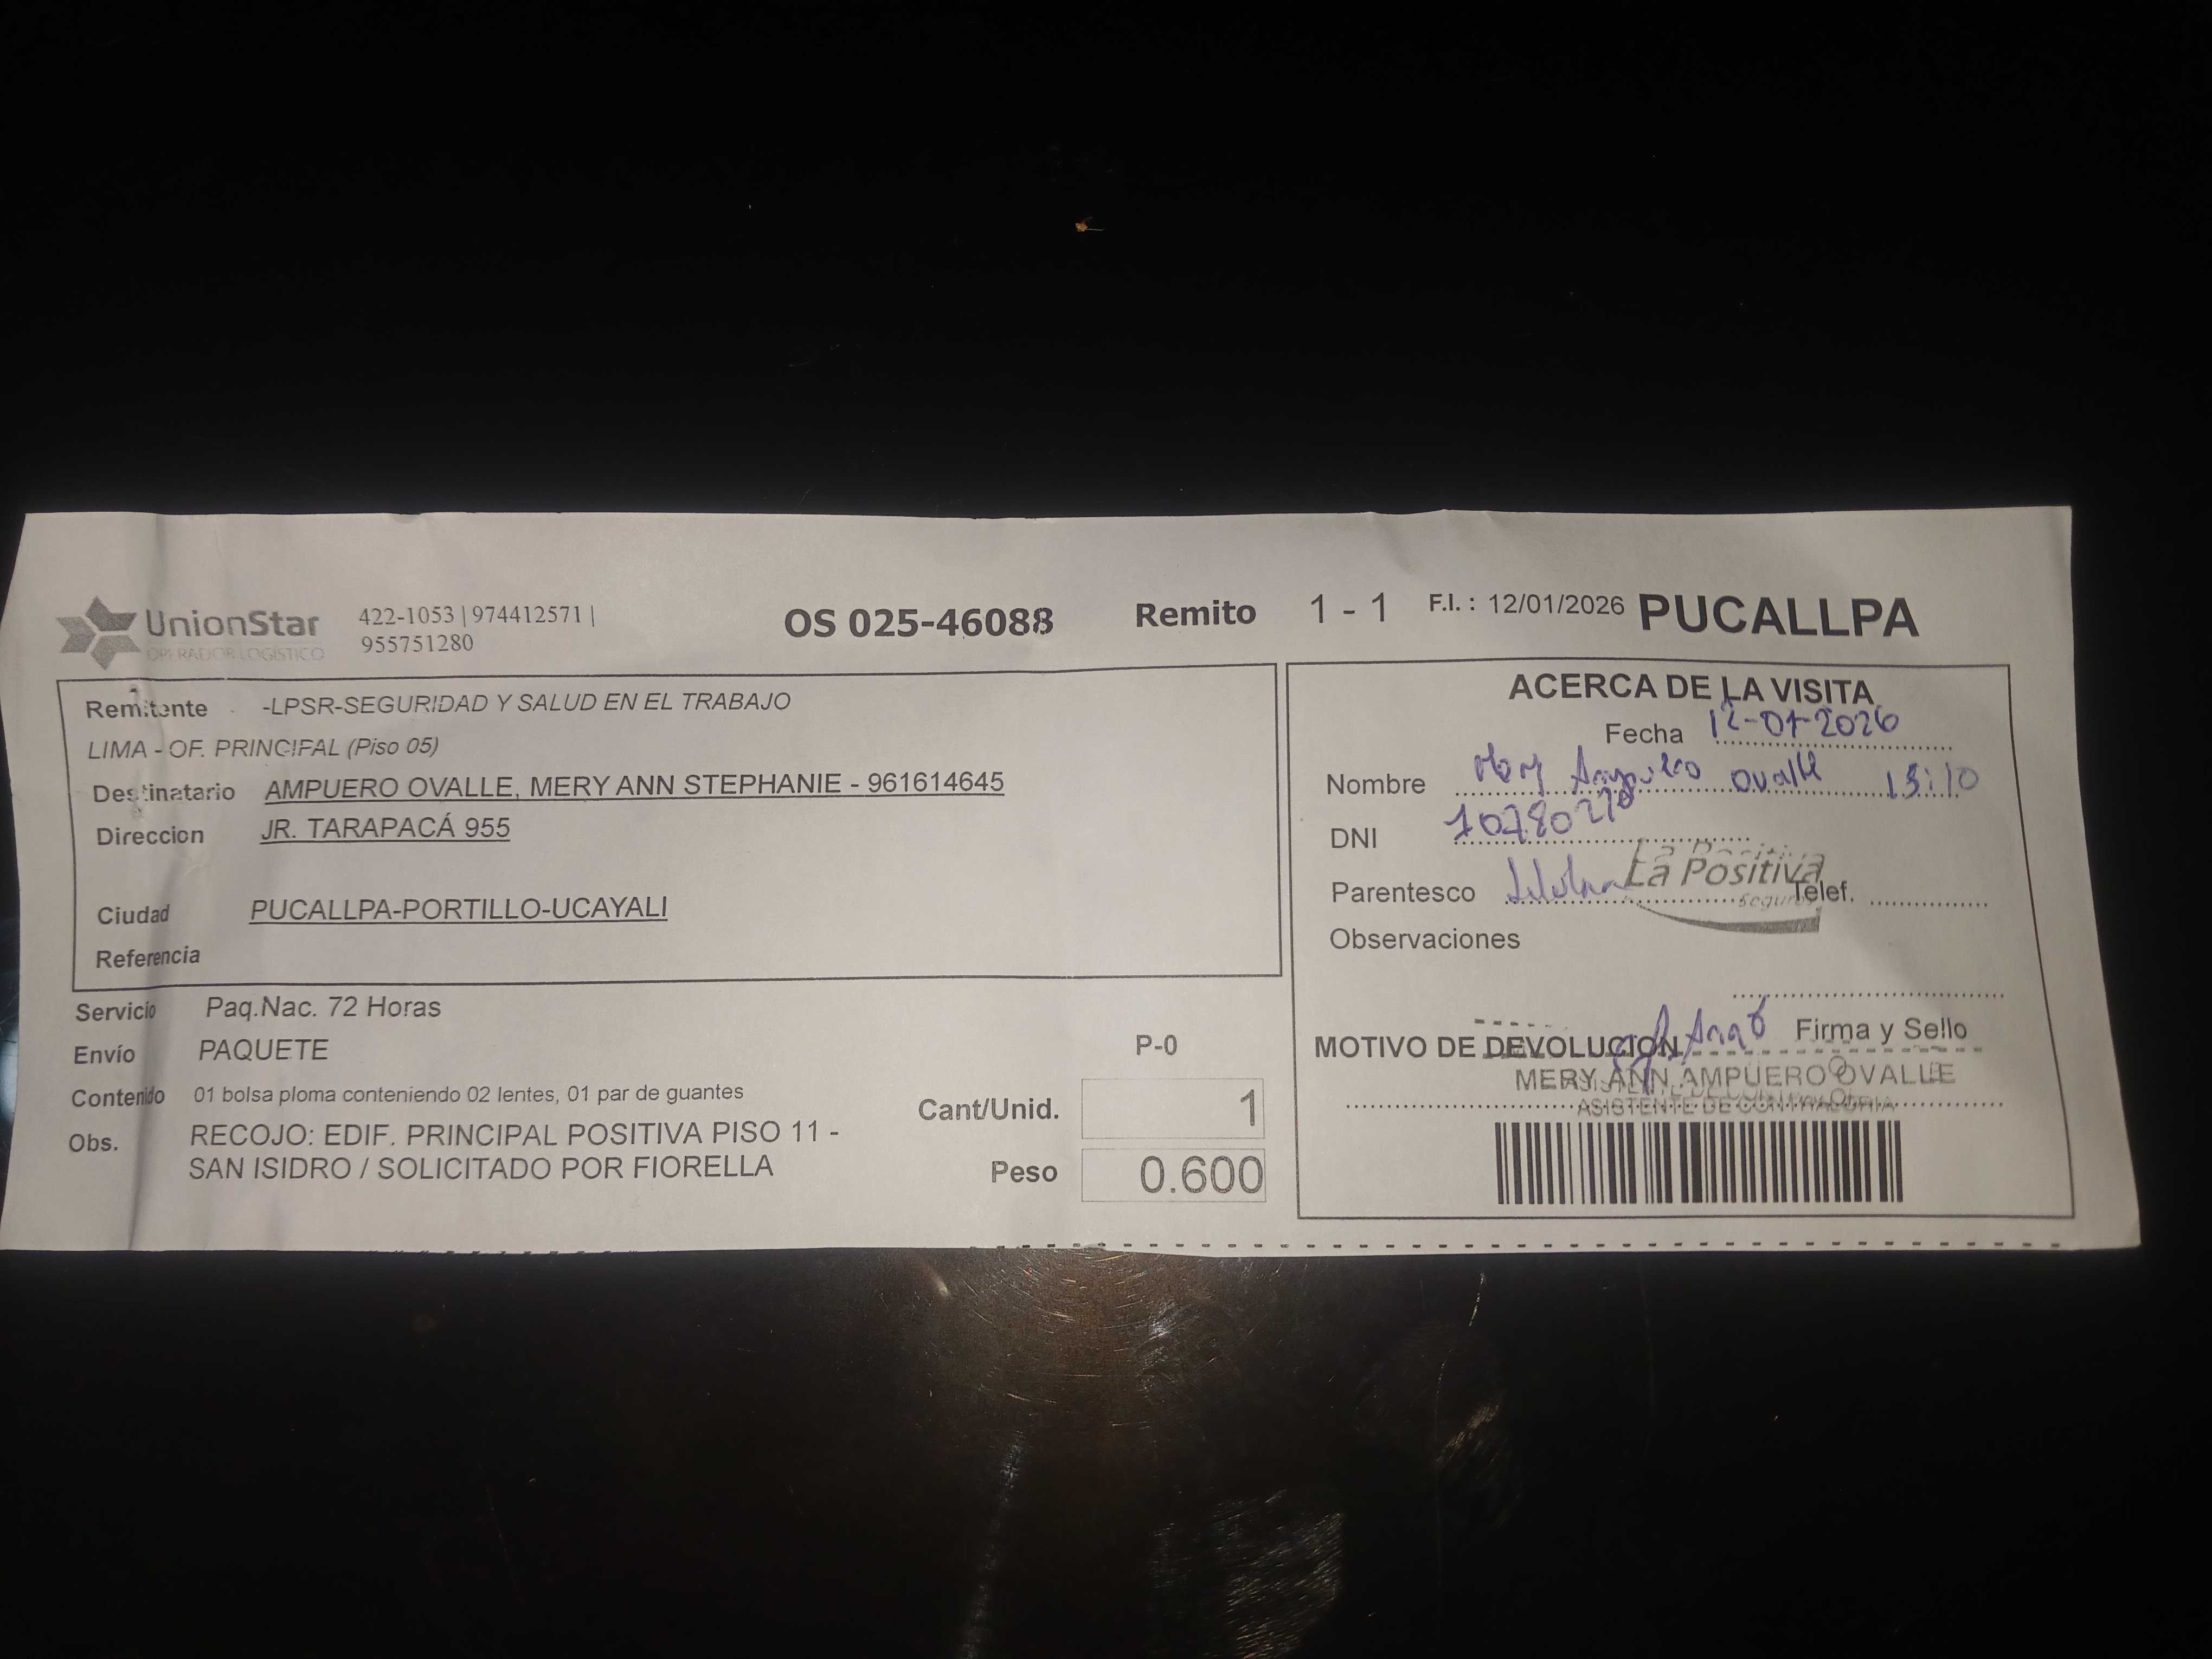 UnionStar
OPERADOR LOGÍSTICO
422-1053 | 974412571 |
955751280
OS 025-46088
Remito 1 - 1
F.I. : 12/01/2026
PUCALLPA
Remitente -LPSR-SEGURIDAD Y SALUD EN EL TRABAJO
LIMA - OF. PRINCIPAL (Piso 05)
Destinatario AMPUERO OVALLE, MERY ANN STEPHANIE - 961614645
Direccion JR. TARAPACÁ 955
Ciudad PUCALLPA-PORTILLO-UCAYALI
Referencia
Servicio Paq.Nac. 72 Horas
Envío PAQUETE
P-0
Contenido 01 bolsa ploma conteniendo 02 lentes, 01 par de guantes
Cant/Unid. 1
Obs. RECOJO: EDIF. PRINCIPAL POSITIVA PISO 11 -
SAN ISIDRO / SOLICITADO POR FIORELLA
Peso 0.600
ACERCA DE LA VISITA
Fecha 12-01-2026
Nombre Mery Ampuero Ovalle
DNI
Parentesco
La Positiva
Seguros
Telef.
Observaciones
Firma y Sello
MOTIVO DE DEVOLUCION
MERY ANN AMPUERO OVALLE
ASISTENTE DE CONTRALORIA